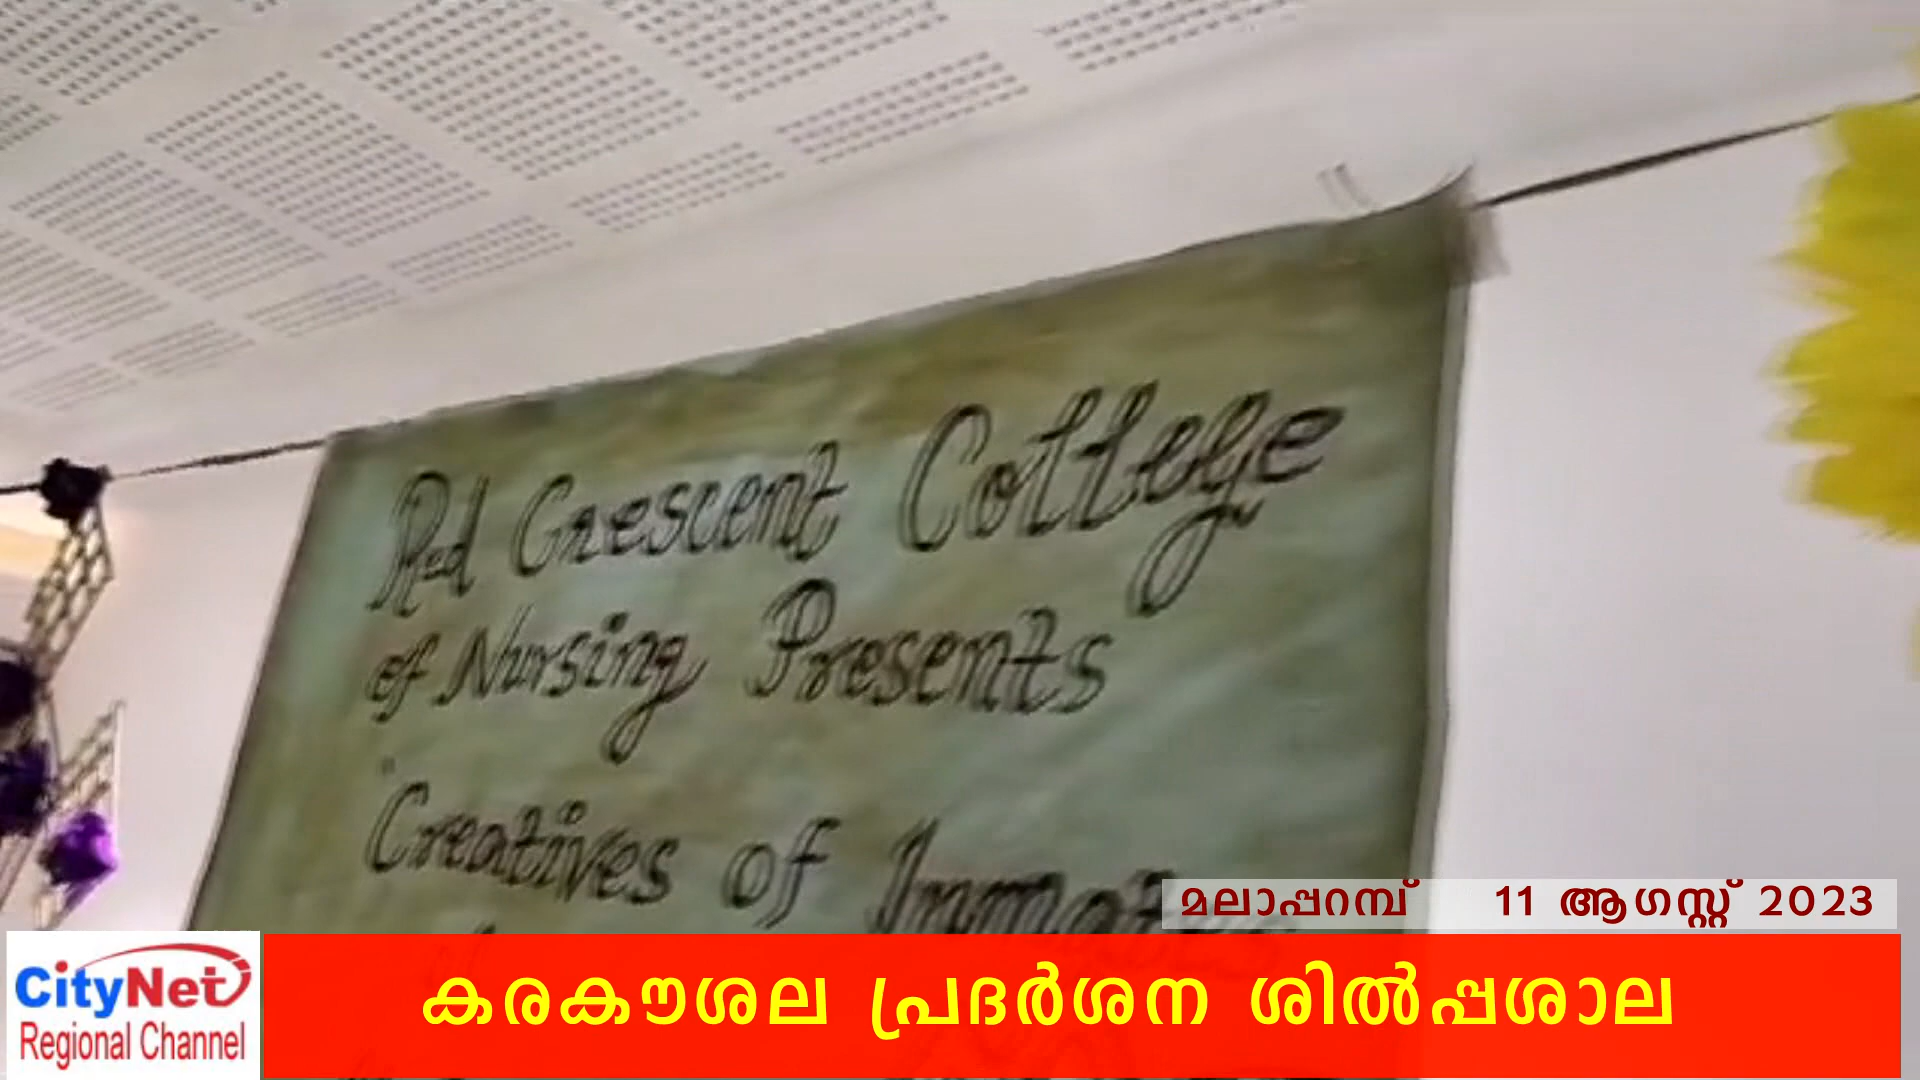 Red Crescent College
of Nursing Presents
"Creatives of Inmates
മലാപ്പറമ്പ് 11 ആഗസ്റ്റ് 2023
CityNet
Regional Channel
കരകൗശല പ്രദർശന ശിൽപ്പശാല